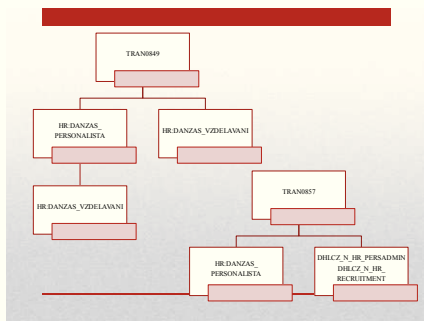 TRAN0849
HR:DANZAS_
PERSONALISTA
HR:DANZAS_VZDELAVANI
HR:DANZAS_VZDELAVANI
TRAN0857
HR:DANZAS_
PERSONALISTA
DHLCZ_N_HR_PERSADMIN
DHLCZ_N_HR_
RECRUITMENT